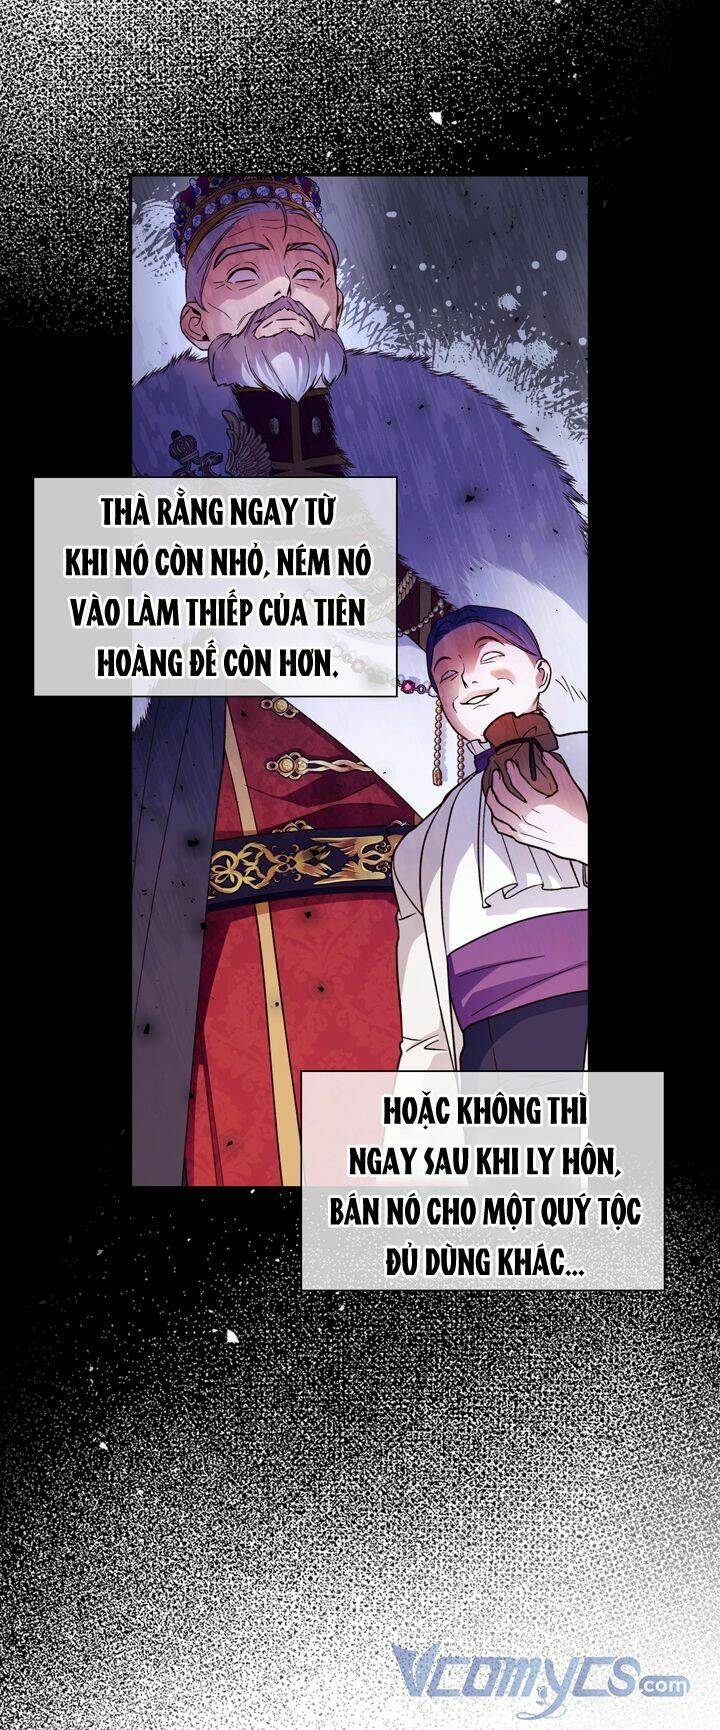 THÀ RẰNG NGAY TỪ
KHI NÓ CÒN NHỎ, NÉM NÓ
VÀO LÀM THIẾP CỦA TIÊN
HOÀNG ĐẾ CÒN HƠN.
HOẶC KHÔNG THÌ
NGAY SAU KHI LY HÔN,
BÁN NÓ CHO MỘT QUÝ TỘC
ĐỦ DÙNG KHÁC...
VCOMYCS.com